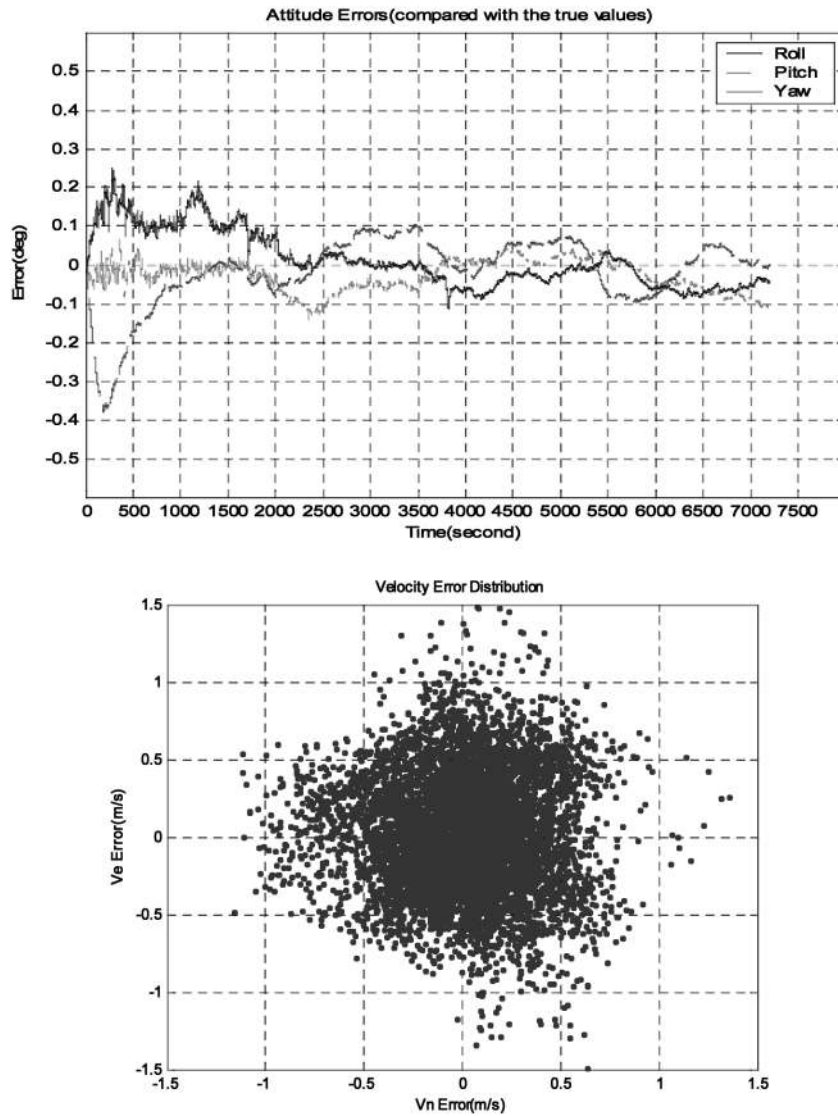 Attitude Errors(compared with the true values)
Roll
Pitch
Yaw
0.5
0.4
0.3
0.2
0.1
0
-0.1
-0.2
-0.3
-0.4
-0.5
Error(deg)
0 500 1000 1500 2000 2500 3000 3500 4000 4500 5000 5500 6000 6500 7000 7500
Time(second)
Velocity Error Distribution
1.5
1
0.5
0
-0.5
-1
-1.5
Ve Error(m/s)
-1.5 -1 -0.5 0 0.5 1 1.5
Vn Error(m/s)